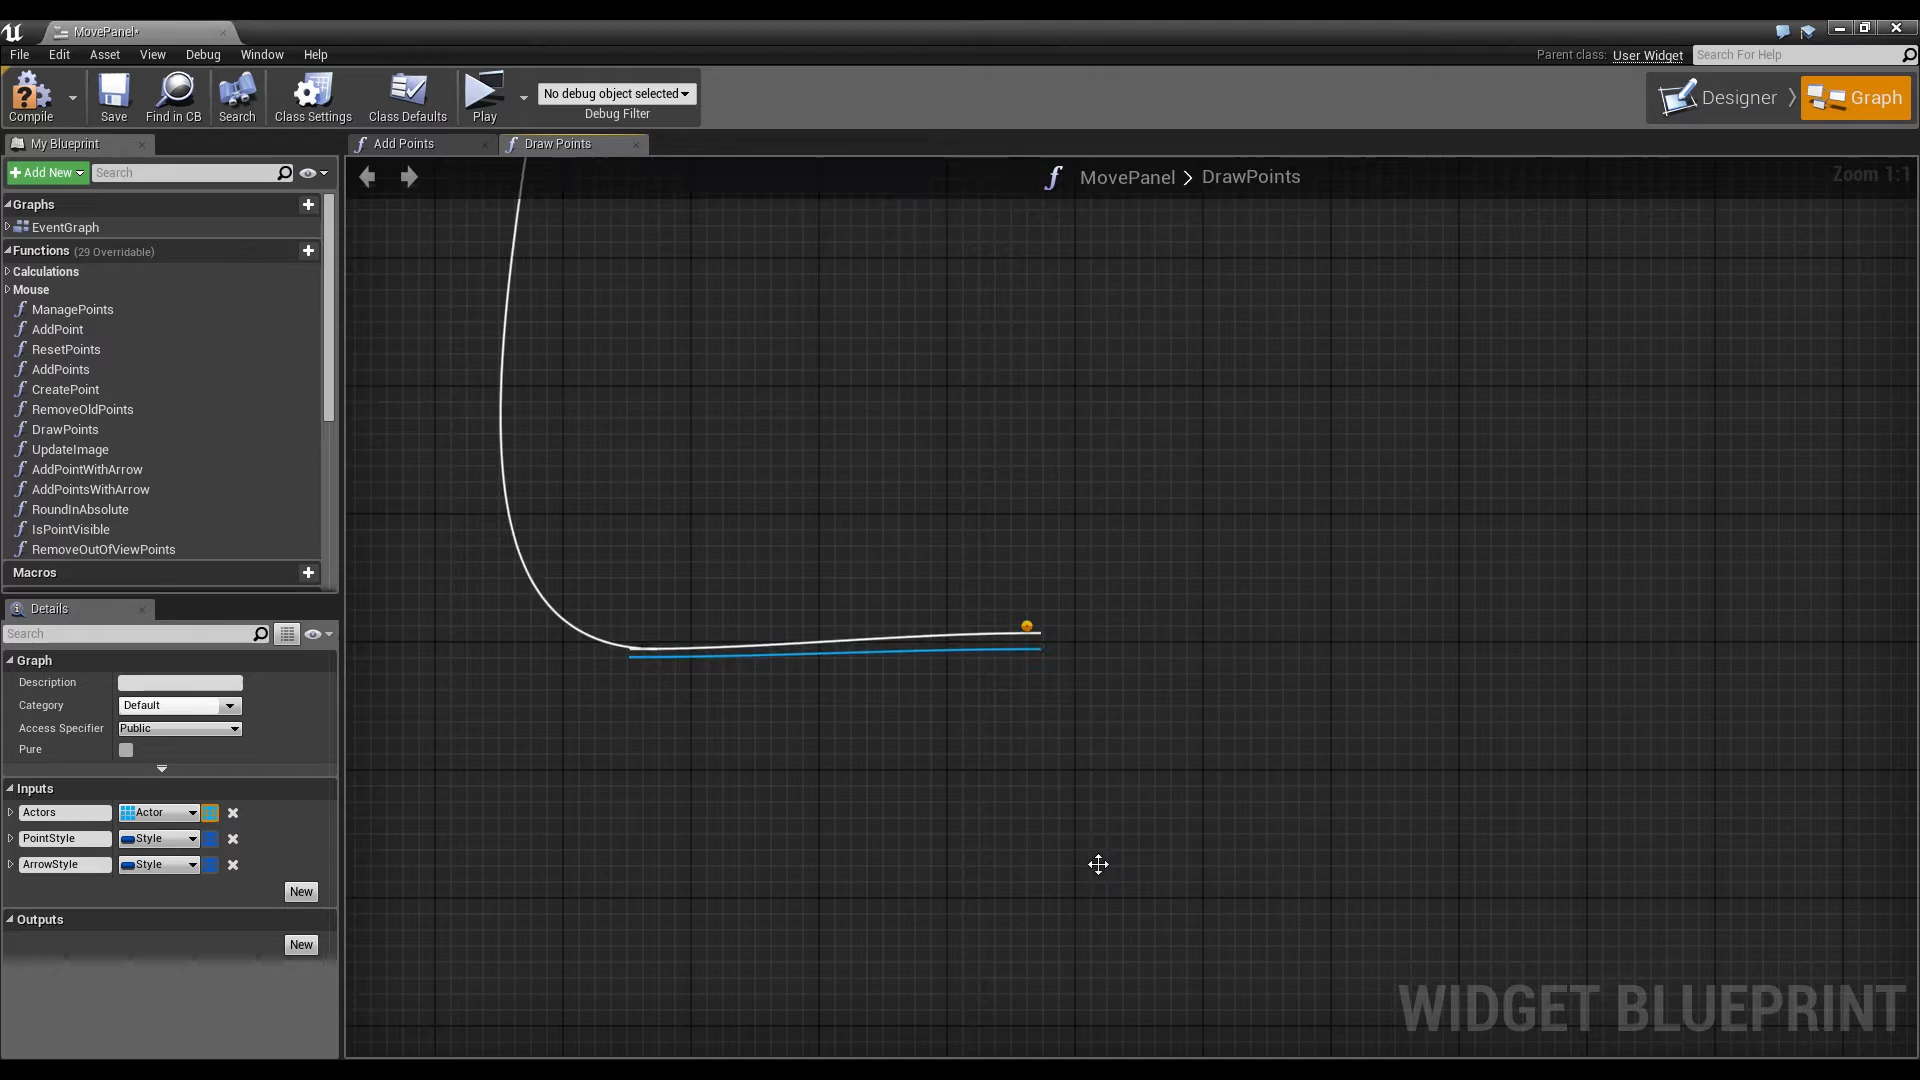 MovePanel*
File Edit Asset View Debug Window Help
Parent class: User Widget Search For Help
Compile Save Find in CB Search Class Settings Class Defaults Play
No debug object selected
Debug Filter
Designer Graph
My Blueprint
Add Points Draw Points
+ Add New Search
MovePanel > DrawPoints
Zoom 1:1
Graphs
EventGraph
Functions (29 Overridable)
Calculations
Mouse
ManagePoints
AddPoint
ResetPoints
AddPoints
CreatePoint
RemoveOldPoints
DrawPoints
UpdateImage
AddPointWithArrow
AddPointsWithArrow
RoundInAbsolute
IsPointVisible
RemoveOutOfViewPoints
Macros
Details
Search
Graph
Description
Category Default
Access Specifier Public
Pure
Inputs
Actors Actor
PointStyle Style
ArrowStyle Style
New
Outputs
New
WIDGET BLUEPRINT